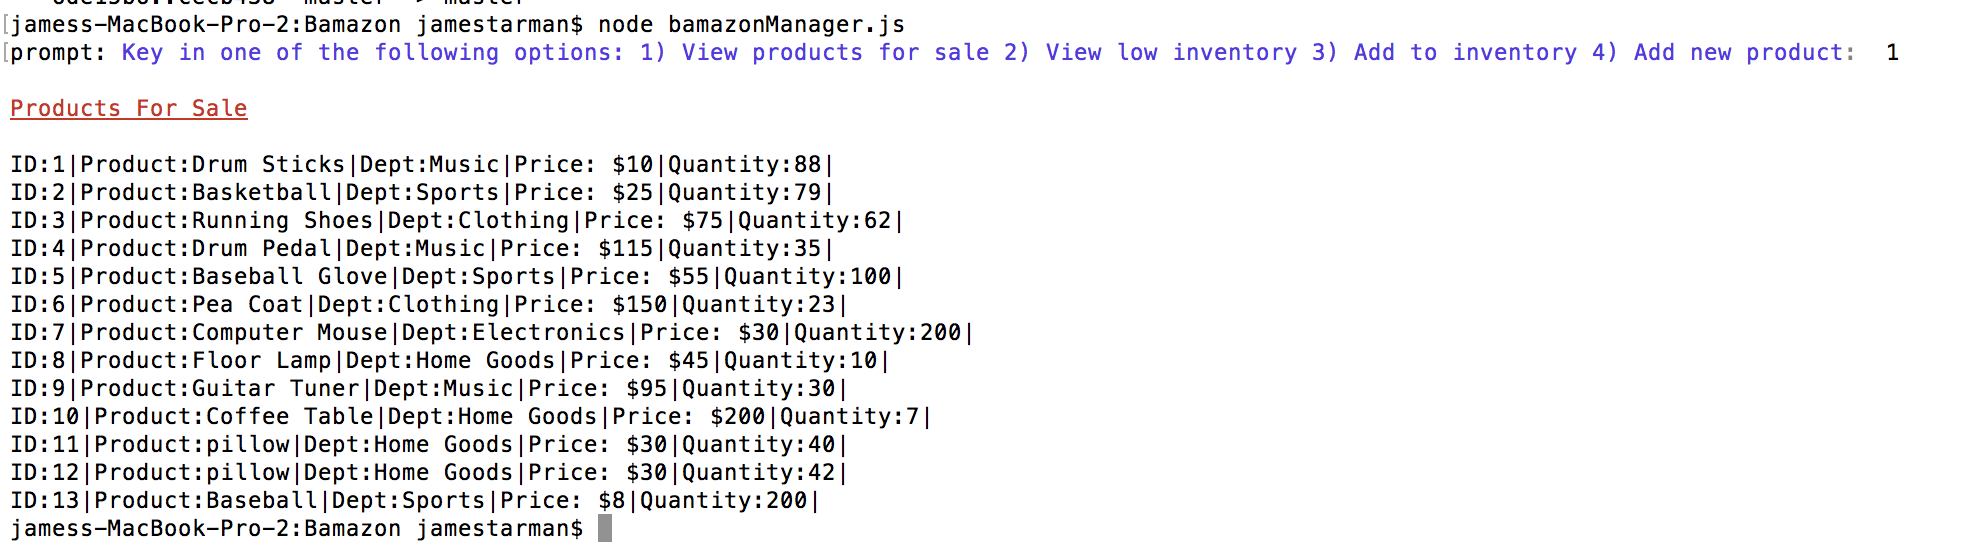 [jamess-MacBook-Pro-2:Bamazon jamestarman$ node bamazonManager.js
[prompt: Key in one of the following options: 1) View products for sale 2) View low inventory 3) Add to inventory 4) Add new product:  1
Products For Sale
ID:1|Product:Drum Sticks|Dept:Music|Price: $10|Quantity:88|
ID:2|Product:Basketball|Dept:Sports|Price: $25|Quantity:79|
ID:3|Product:Running Shoes|Dept:Clothing|Price: $75|Quantity:62|
ID:4|Product:Drum Pedal|Dept:Music|Price: $115|Quantity:35|
ID:5|Product:Baseball Glove|Dept:Sports|Price: $55|Quantity:100|
ID:6|Product:Pea Coat|Dept:Clothing|Price: $150|Quantity:23|
ID:7|Product:Computer Mouse|Dept:Electronics|Price: $30|Quantity:200|
ID:8|Product:Floor Lamp|Dept:Home Goods|Price: $45|Quantity:10|
ID:9|Product:Guitar Tuner|Dept:Music|Price: $95|Quantity:30|
ID:10|Product:Coffee Table|Dept:Home Goods|Price: $200|Quantity:7|
ID:11|Product:pillow|Dept:Home Goods|Price: $30|Quantity:40|
ID:12|Product:pillow|Dept:Home Goods|Price: $30|Quantity:42|
ID:13|Product:Baseball|Dept:Sports|Price: $8|Quantity:200|
jamess-MacBook-Pro-2:Bamazon jamestarman$